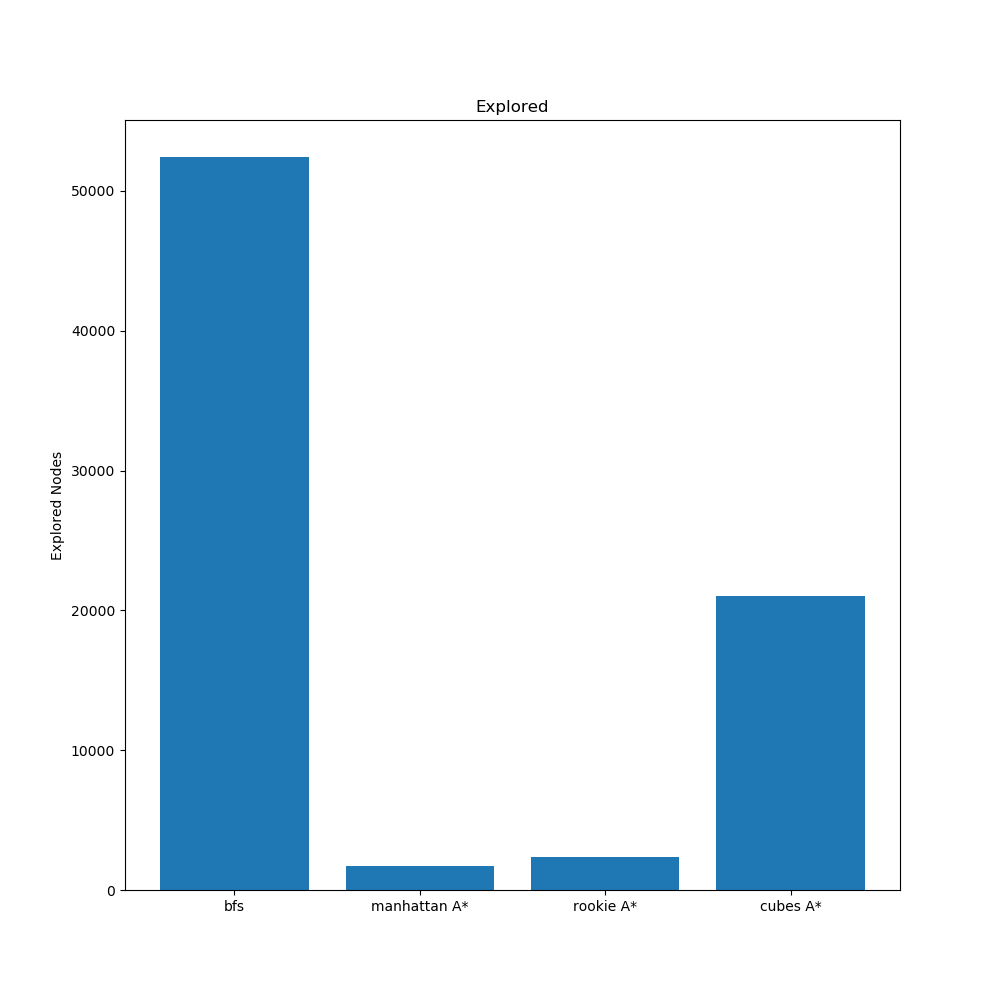 Explored
Explored Nodes
50000
40000
30000
20000
10000
0
bfs
manhattan A*
rookie A*
cubes A*